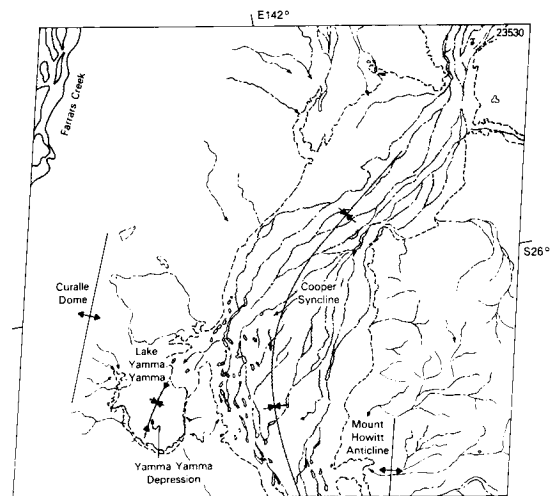 E142°
23530
Farrars Creek
S26°
Curalle
Dome
Cooper
Syncline
Lake
Yamma
Yamma
Mount
Howitt
Anticline
Yamma Yamma
Depression